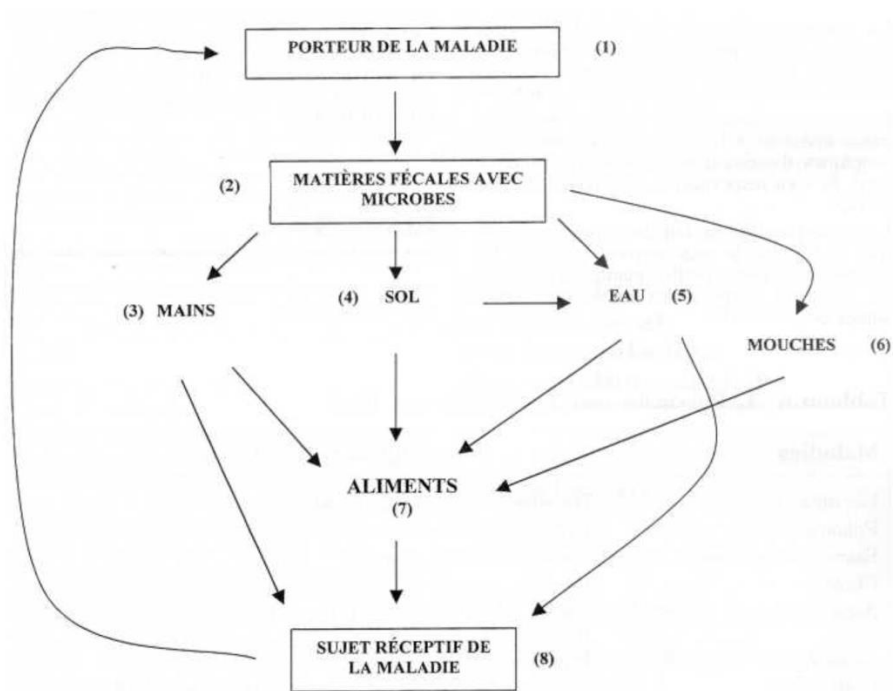 PORTEUR DE LA MALADIE (1)
(2) MATIÈRES FÉCALES AVEC
MICROBES
(3) MAINS
(4) SOL
EAU (5)
MOUCHES (6)
ALIMENTS
(7)
SUJET RÉCEPTIF DE
LA MALADIE (8)
Maladies